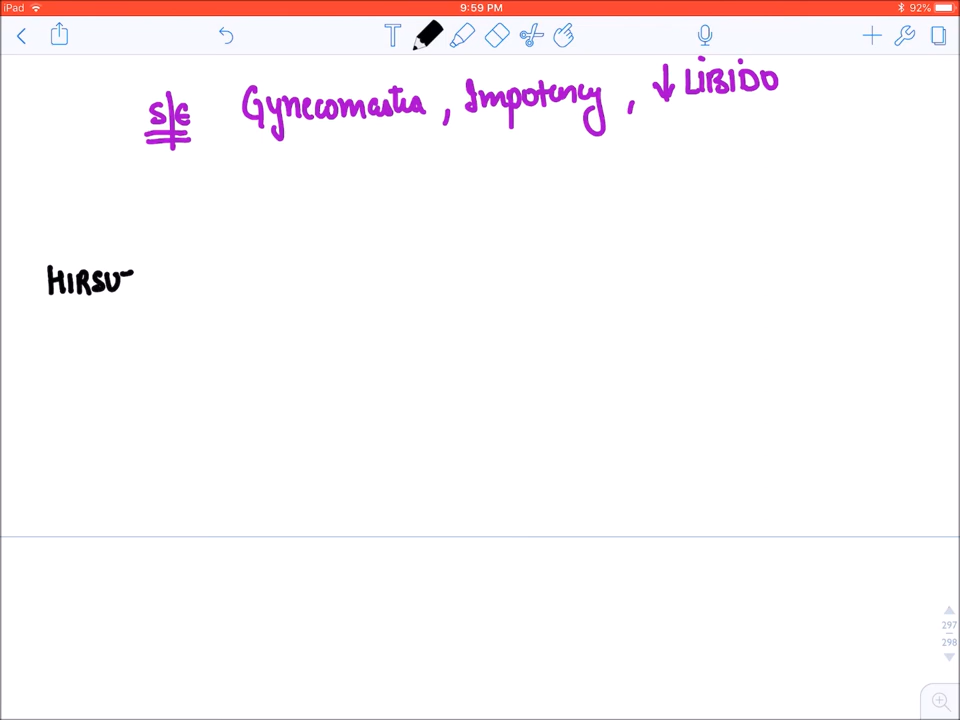 iPad 9:59 PM 92%
T
S/E Gynecomastia, Impotency, ↓ LIBIDO
HIRSU
297
298